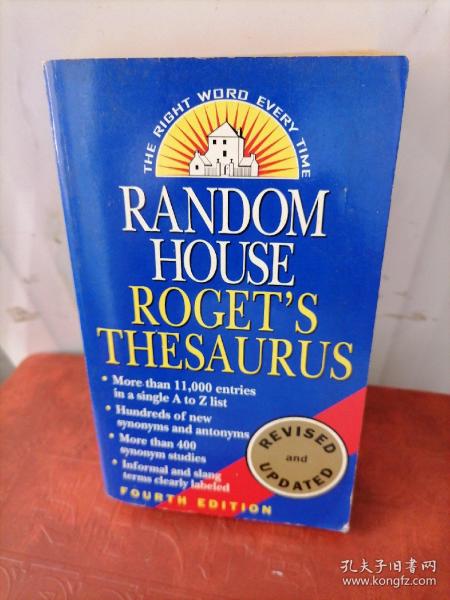 THE RIGHT WORD EVERY TIME
RANDOM
HOUSE
ROGET'S
THESAURUS
• More than 11,000 entries
in a single A to Z list
• Hundreds of new
synonyms and antonyms
• More than 400
synonym studies
• Informal and slang
terms clearly labeled
REVISED
and
UPDATED
FOURTH EDITION
孔夫子旧书网
www.kongfz.com